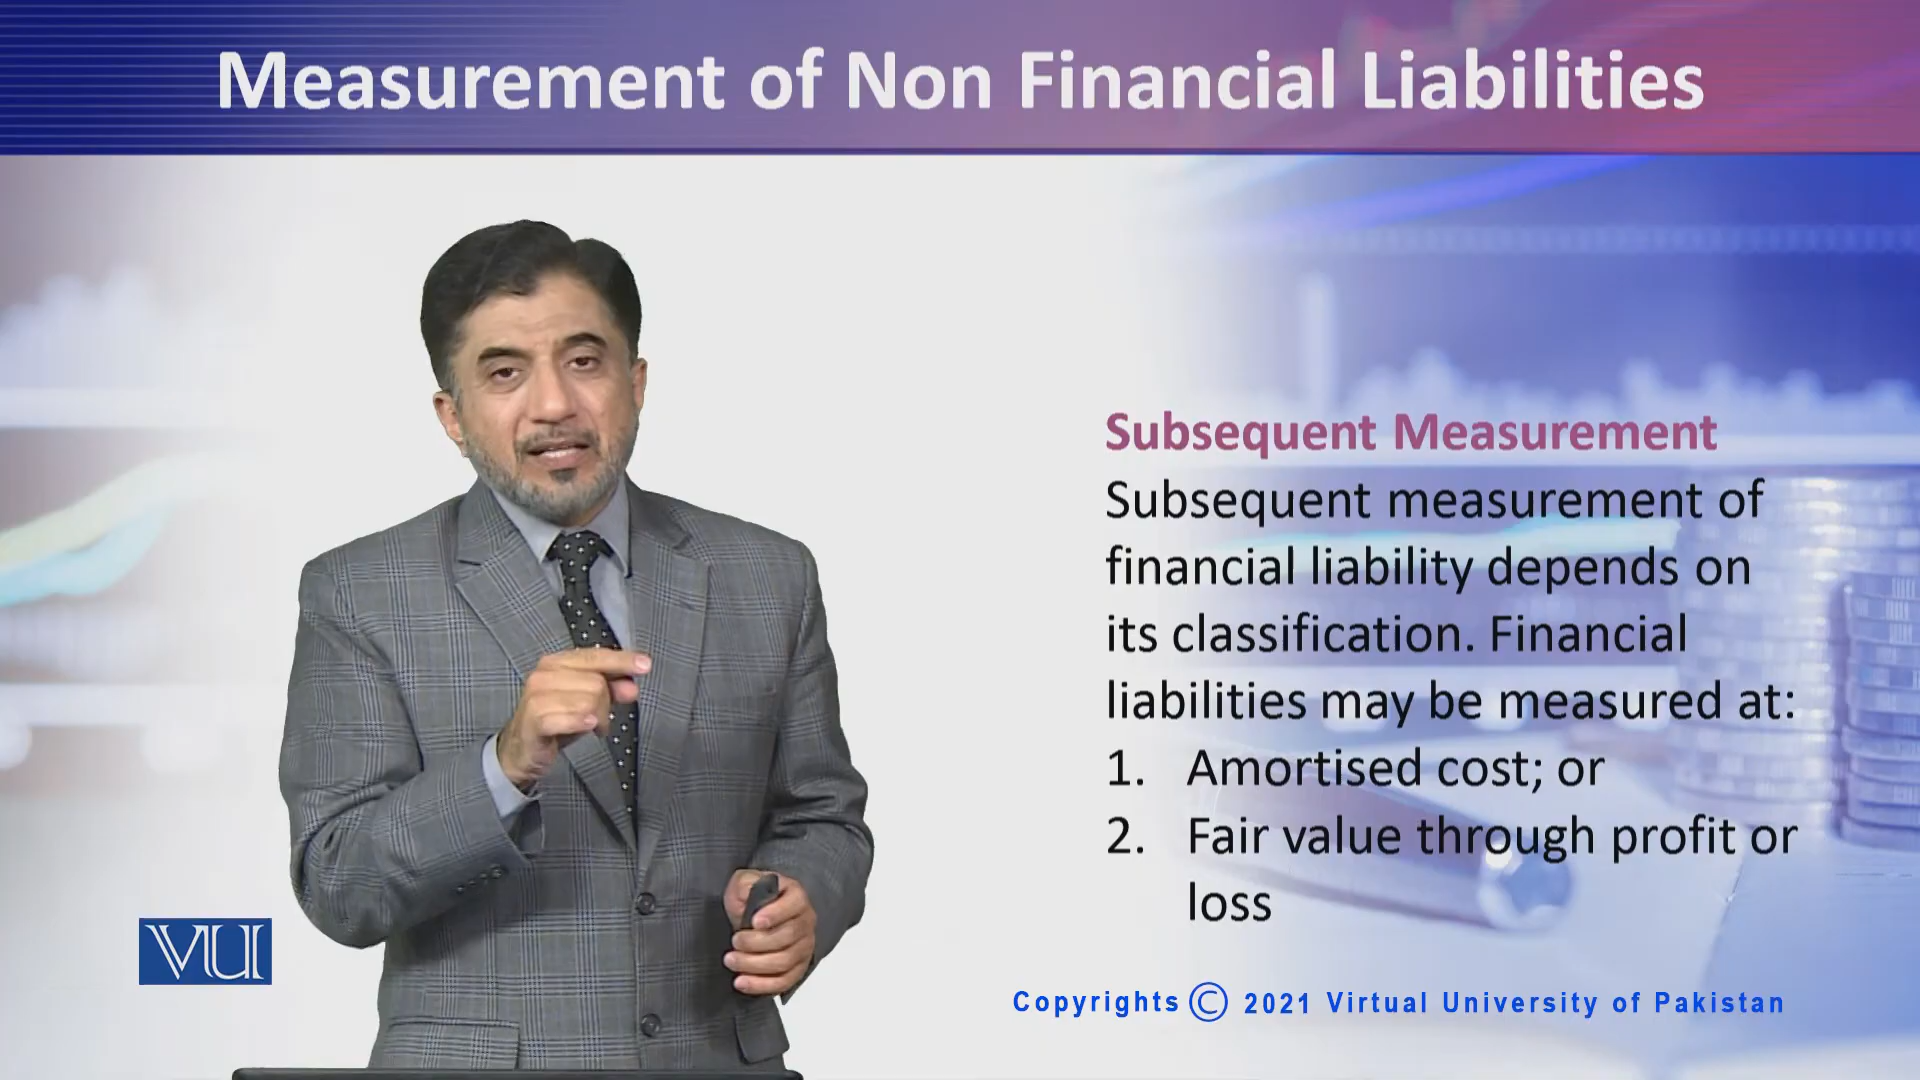 Measurement of Non Financial Liabilities
Subsequent Measurement
Subsequent measurement of
financial liability depends on
its classification. Financial
liabilities may be measured at:
1. Amortised cost; or
2. Fair value through profit or
loss
VU
Copyrights © 2021 Virtual University of Pakistan